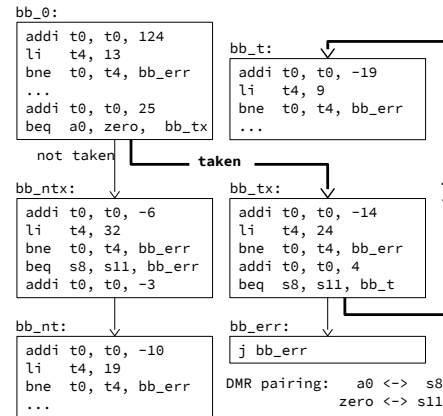 bb_0:
addi t0, t0, 124
li   t4, 13
bne  t0, t4, bb_err
...
addi t0, t0, 25
beq  a0, zero,  bb_tx
not taken
taken
bb_t:
addi t0, t0, -19
li   t4, 9
bne  t0, t4, bb_err
...
bb_ntx:
addi t0, t0, -6
li   t4, 32
bne  t0, t4, bb_err
beq  s8, s11, bb_err
addi t0, t0, -3
bb_tx:
addi t0, t0, -14
li   t4, 24
bne  t0, t4, bb_err
addi t0, t0, 4
beq  s8, s11, bb_t
bb_nt:
addi t0, t0, -10
li   t4, 19
bne  t0, t4, bb_err
...
bb_err:
j bb_err
DMR pairing:   a0 <->  s8
zero <-> s11